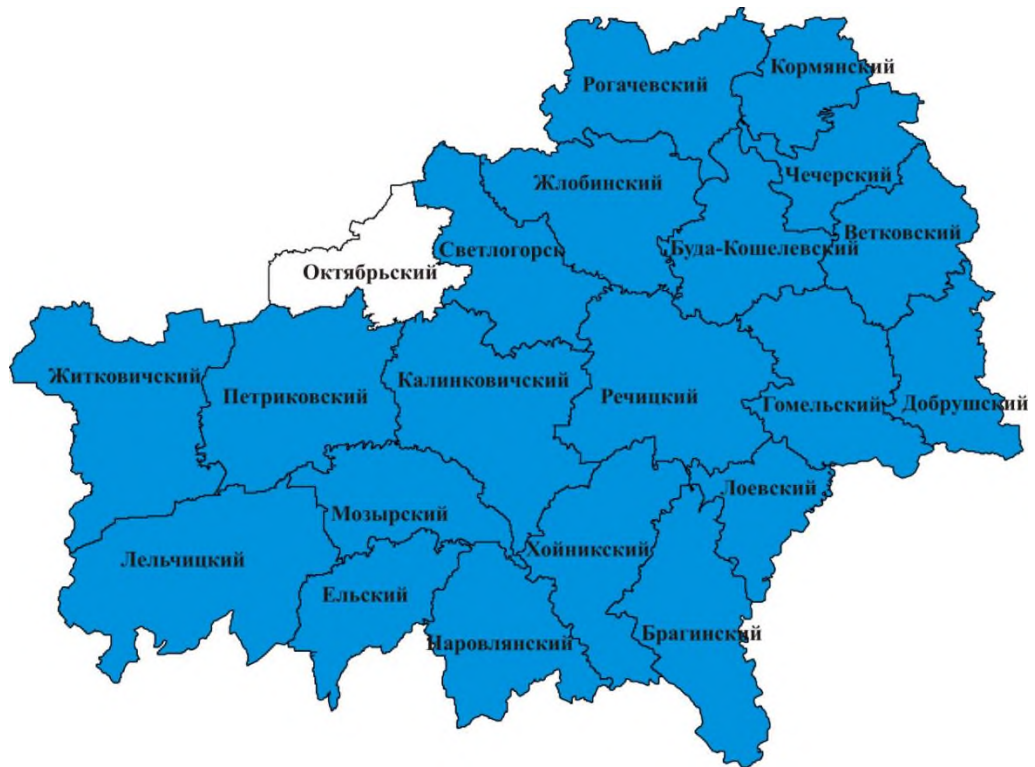 Кормянский
Рогачевский
Чечерский
Жлобинский
Ветковский
Светлогорск
Буда-Кошелевский
Октябрьский
Житковичский
Петриковский
Калинковичский
Речицкий
Гомельский
Добрушский
Лоевский
Мозырский
Хойникский
Лельчицкий
Ельский
Наровлянский
Брагинский